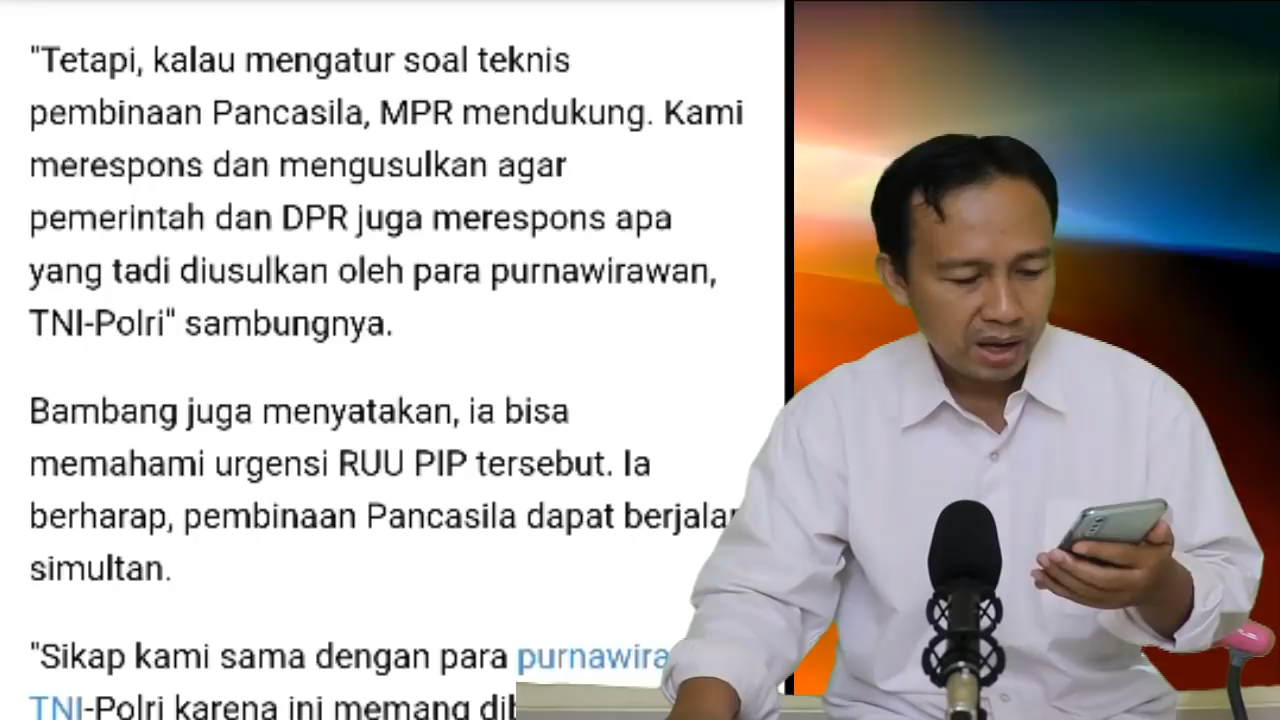 "Tetapi, kalau mengatur soal teknis
pembinaan Pancasila, MPR mendukung. Kami
merespons dan mengusulkan agar
pemerintah dan DPR juga merespons apa
yang tadi diusulkan oleh para purnawirawan,
TNI-Polri" sambungnya.
Bambang juga menyatakan, ia bisa
memahami urgensi RUU PIP tersebut. Ia
berharap, pembinaan Pancasila dapat berjalan
simultan.
"Sikap kami sama dengan para
TNI-Polri karena ini memang